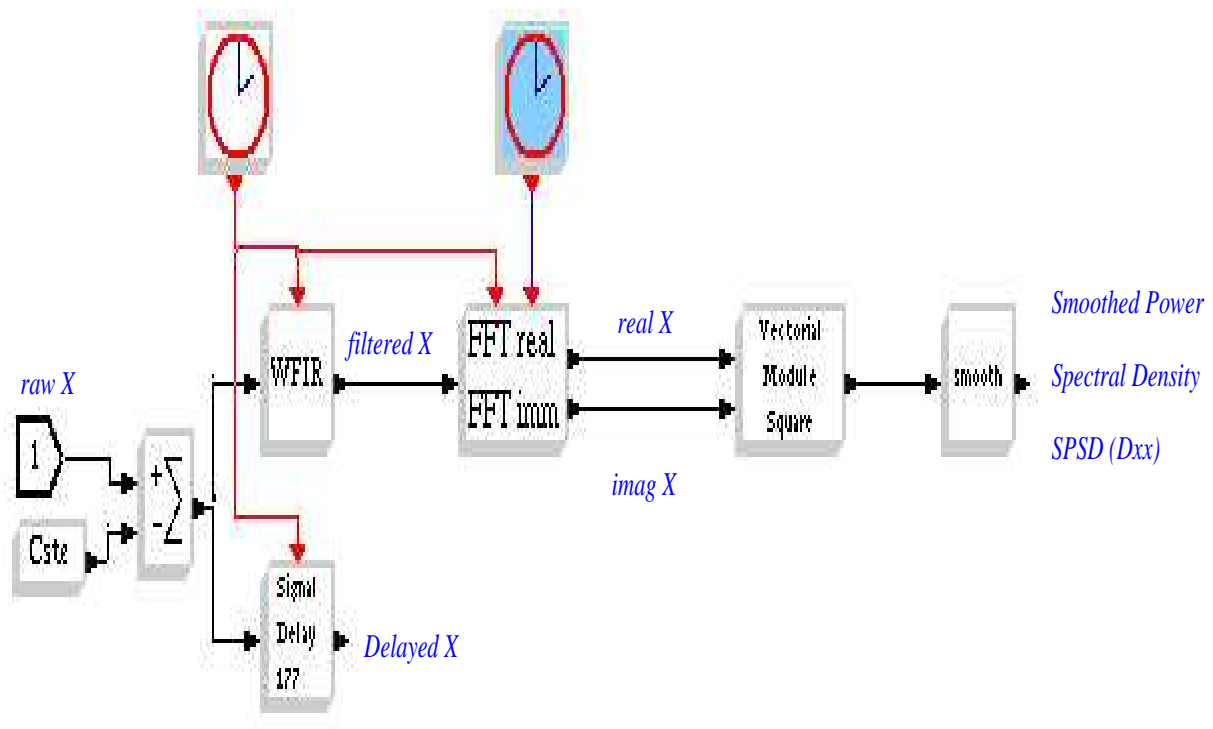 raw X
1
Cste
+
-
Σ
WFIR
filtered X
Signal
Delay
177
Delayed X
FFT real
FFT imm
real X
imag X
Vectorial
Module
Square
smooth
Smoothed Power
Spectral Density
SPSD (Dxx)